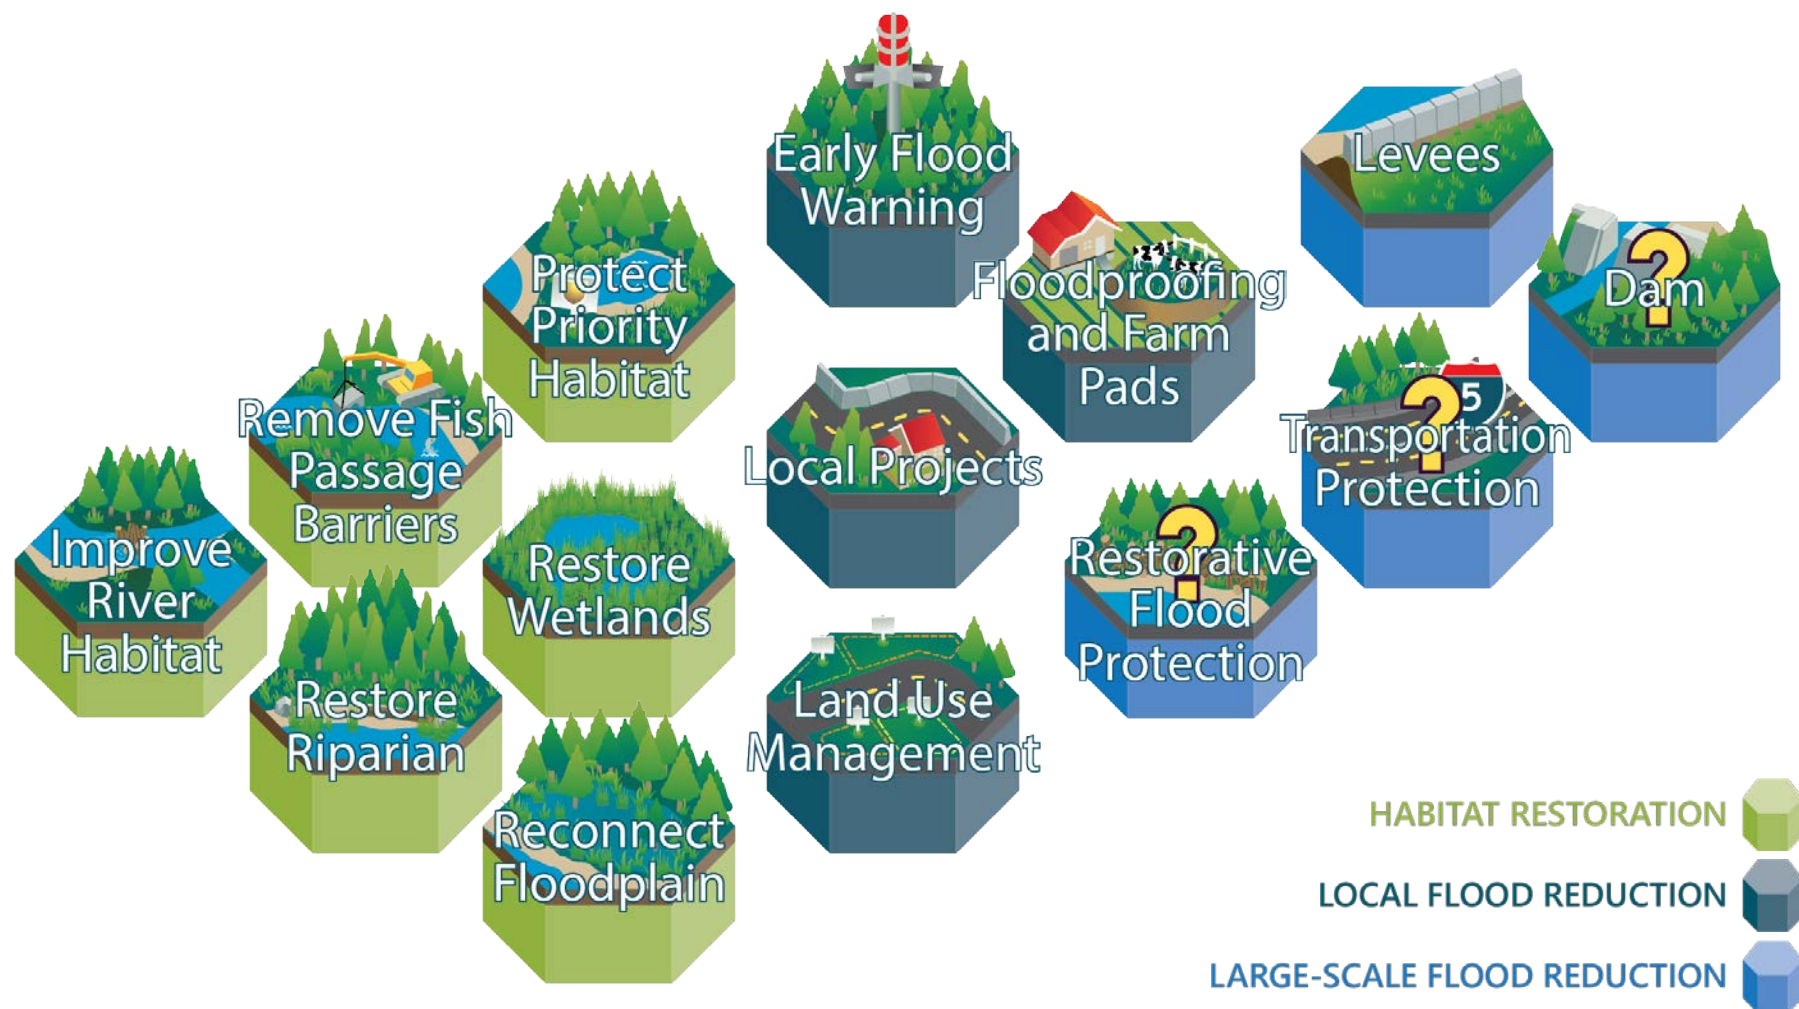 Early Flood
Warning
Levees
Protect
Priority
Habitat
Floodproofing
and Farm
Pads
?
Dam
Remove Fish
Passage
Barriers
Local Projects
5
?
Transportation
Protection
Improve
River
Habitat
Restore
Wetlands
?
Restorative
Flood
Protection
Restore
Riparian
Land Use
Management
Reconnect
Floodplain
HABITAT RESTORATION
LOCAL FLOOD REDUCTION
LARGE-SCALE FLOOD REDUCTION